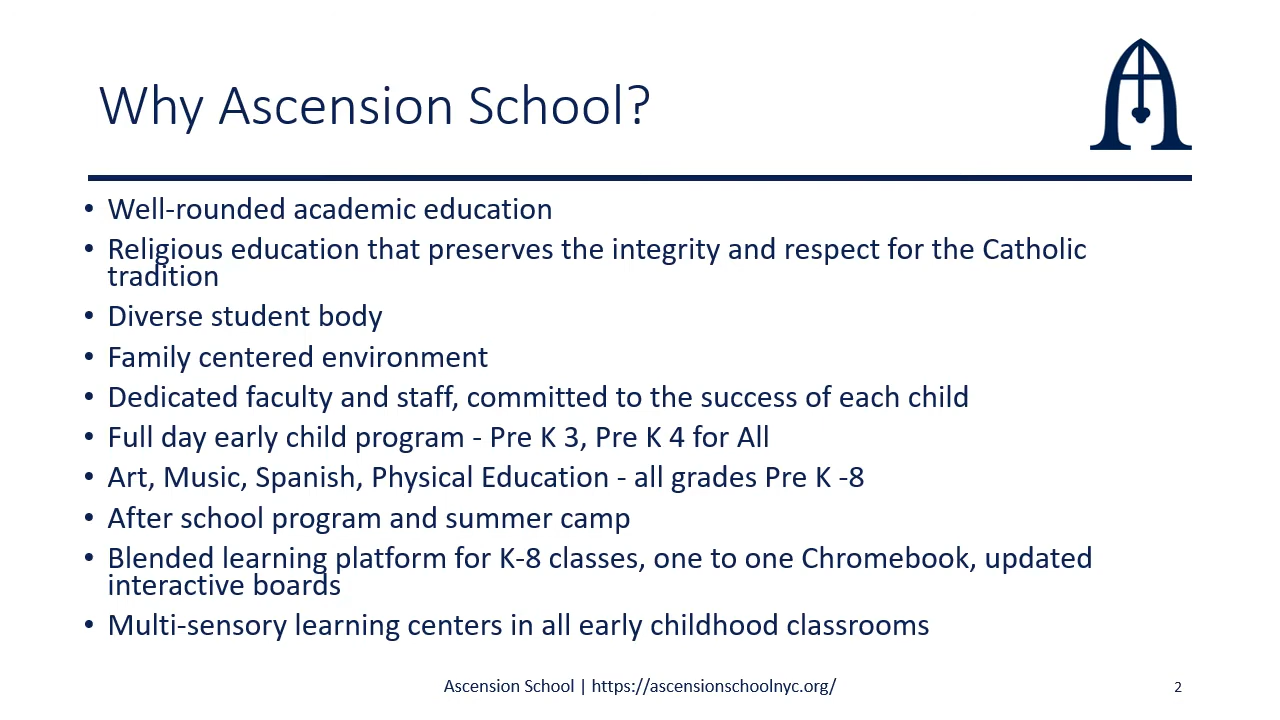 Why Ascension School?
• Well-rounded academic education
• Religious education that preserves the integrity and respect for the Catholic
tradition
• Diverse student body
• Family centered environment
• Dedicated faculty and staff, committed to the success of each child
• Full day early child program - Pre K 3, Pre K 4 for All
• Art, Music, Spanish, Physical Education - all grades Pre K -8
• After school program and summer camp
• Blended learning platform for K-8 classes, one to one Chromebook, updated
interactive boards
• Multi-sensory learning centers in all early childhood classrooms
Ascension School | https://ascensionschoolnyc.org/
2